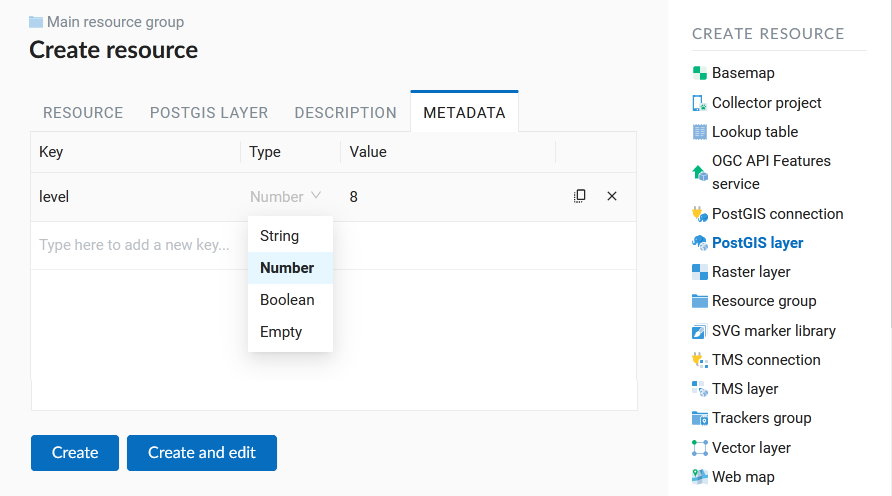 Main resource group
Create resource
RESOURCE POSTGIS LAYER DESCRIPTION METADATA
Key Type Value
level Number 8
Type here to add a new key...
String
Number
Boolean
Empty
Create Create and edit
CREATE RESOURCE
Basemap
Collector project
Lookup table
OGC API Features
service
PostGIS connection
PostGIS layer
Raster layer
Resource group
SVG marker library
TMS connection
TMS layer
Trackers group
Vector layer
Web map